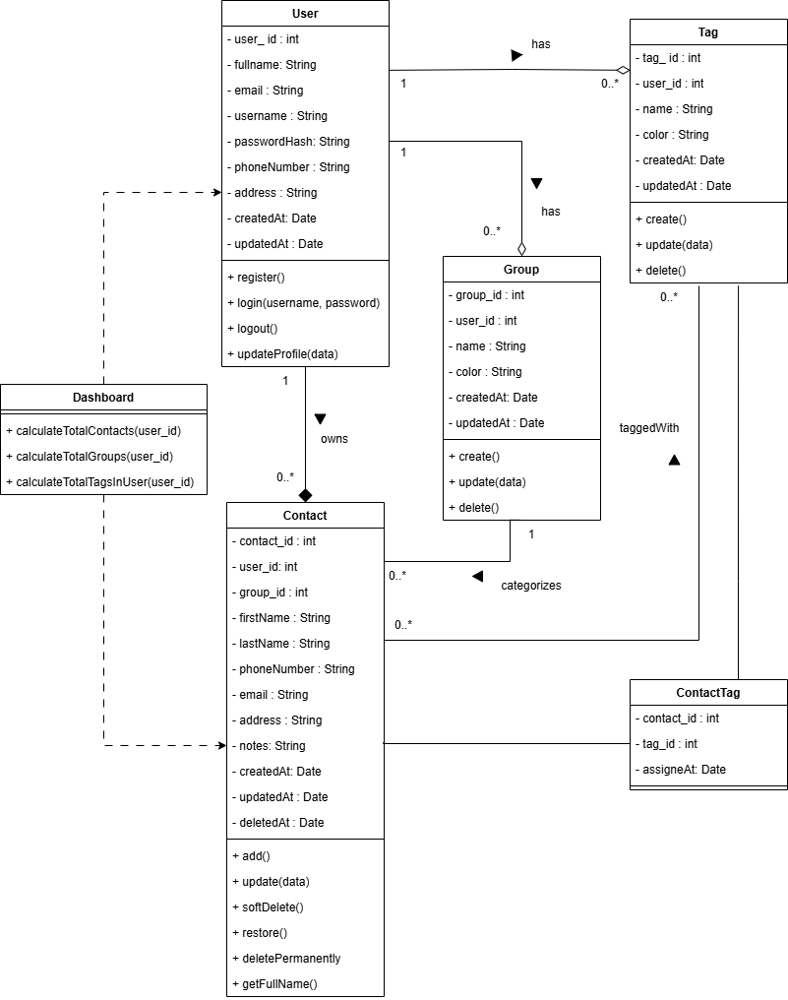 User
- user_ id : int
- fullname: String
- email : String
- username : String
- passwordHash: String
- phoneNumber : String
- address : String
- createdAt: Date
- updatedAt : Date
+ register()
+ login(username, password)
+ logout()
+ updateProfile(data)
has
1
0..*
Tag
- tag_ id : int
- user_id : int
- name : String
- color : String
- createdAt: Date
- updatedAt : Date
+ create()
+ update(data)
+ delete()
1
has
0..*
Group
- group_id : int
- user_id : int
- name : String
- color : String
- createdAt: Date
- updatedAt : Date
+ create()
+ update(data)
+ delete()
0..*
taggedWith
Dashboard
+ calculateTotalContacts(user_id)
+ calculateTotalGroups(user_id)
+ calculateTotalTagsInUser(user_id)
1
owns
0..*
Contact
- contact_id : int
- user_id: int
- group_id : int
- firstName : String
- lastName : String
- phoneNumber : String
- email : String
- address : String
- notes: String
- createdAt: Date
- updatedAt : Date
- deletedAt : Date
+ add()
+ update(data)
+ softDelete()
+ restore()
+ deletePermanently
+ getFullName()
1
0..*
categorizes
0..*
ContactTag
- contact_id : int
- tag_id : int
- assigneAt: Date